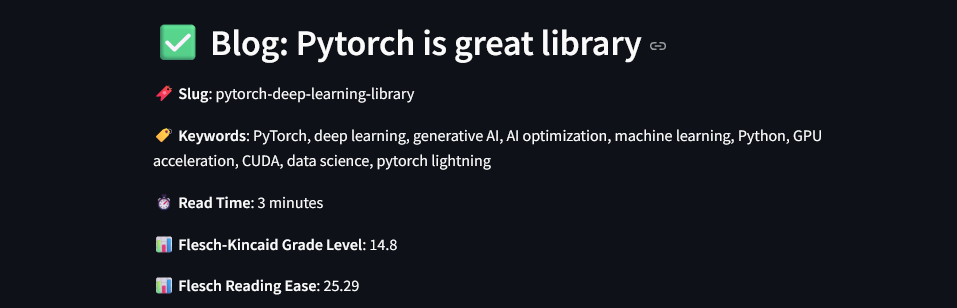 Blog: Pytorch is great library
Slug: pytorch-deep-learning-library
Keywords: PyTorch, deep learning, generative AI, AI optimization, machine learning, Python, GPU
acceleration, CUDA, data science, pytorch lightning
Read Time: 3 minutes
Flesch-Kincaid Grade Level: 14.8
Flesch Reading Ease: 25.29